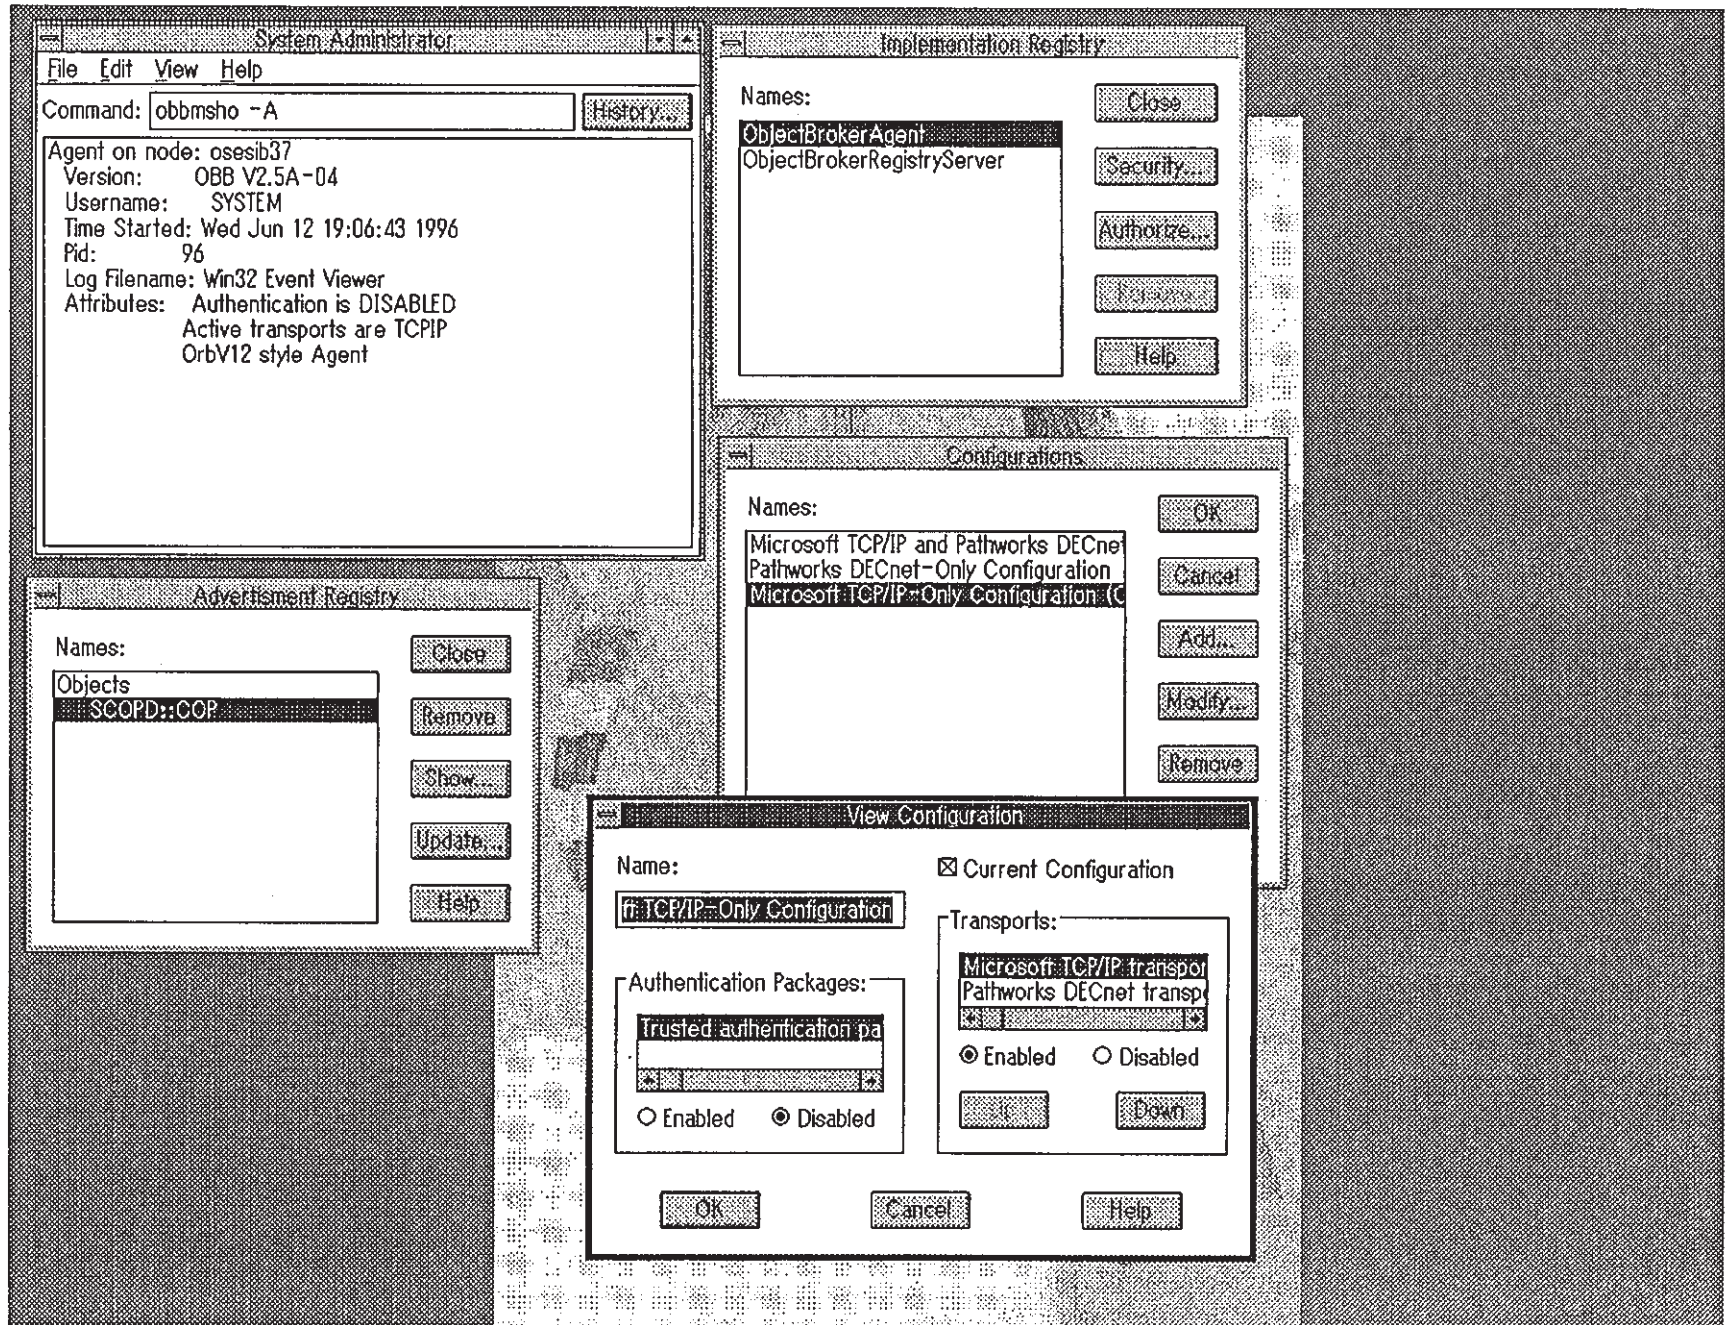 System Administrator
File Edit View Help
Command: obbmsho -A History...
Agent on node: osesib37
Version: OBB V2.5A-04
Username: SYSTEM
Time Started: Wed Jun 12 19:06:43 1996
Pid: 96
Log Filename: Win32 Event Viewer
Attributes: Authentication is DISABLED
Active transports are TCPIP
OrbV12 style Agent
Implementation Registry
Names:
ObjectBrokerAgent
ObjectBrokerRegistryServer
Close
Security...
Authorize...
Remove
Help
Configurations
Names:
Microsoft TCP/IP and Pathworks DECnet
Pathworks DECnet-Only Configuration
Microsoft TCP/IP-Only Configuration (C
OK
Cancel
Add...
Modify...
Remove
Advertisment Registry
Names:
Objects
SCOPD::COP
Close
Remove
Show...
Update...
Help
View Configuration
Name:
ft TCP/IP-Only Configuration
Current Configuration
Authentication Packages:
Trusted authentication pa
Enabled Disabled
Transports:
Microsoft TCP/IP transpor
Pathworks DECnet transp
Enabled Disabled
Up Down
OK Cancel Help